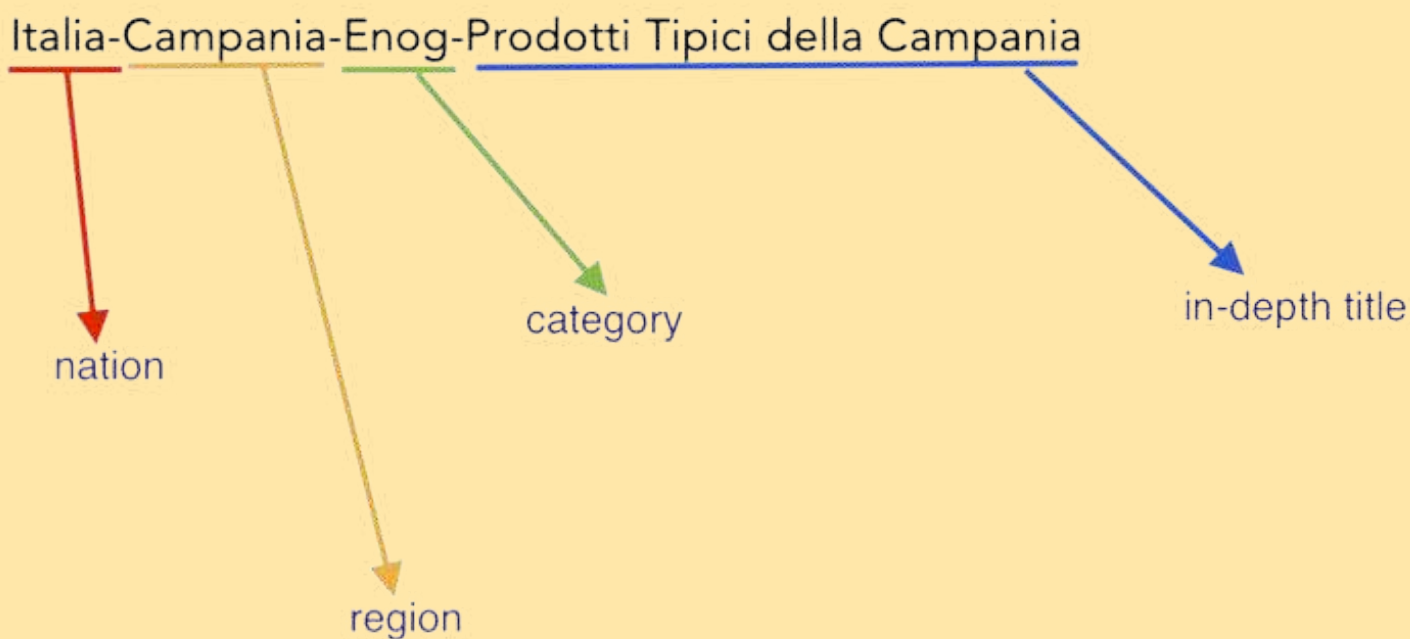 Italia-Campania-Enog-Prodotti Tipici della Campania
in-depth title
category
nation
region